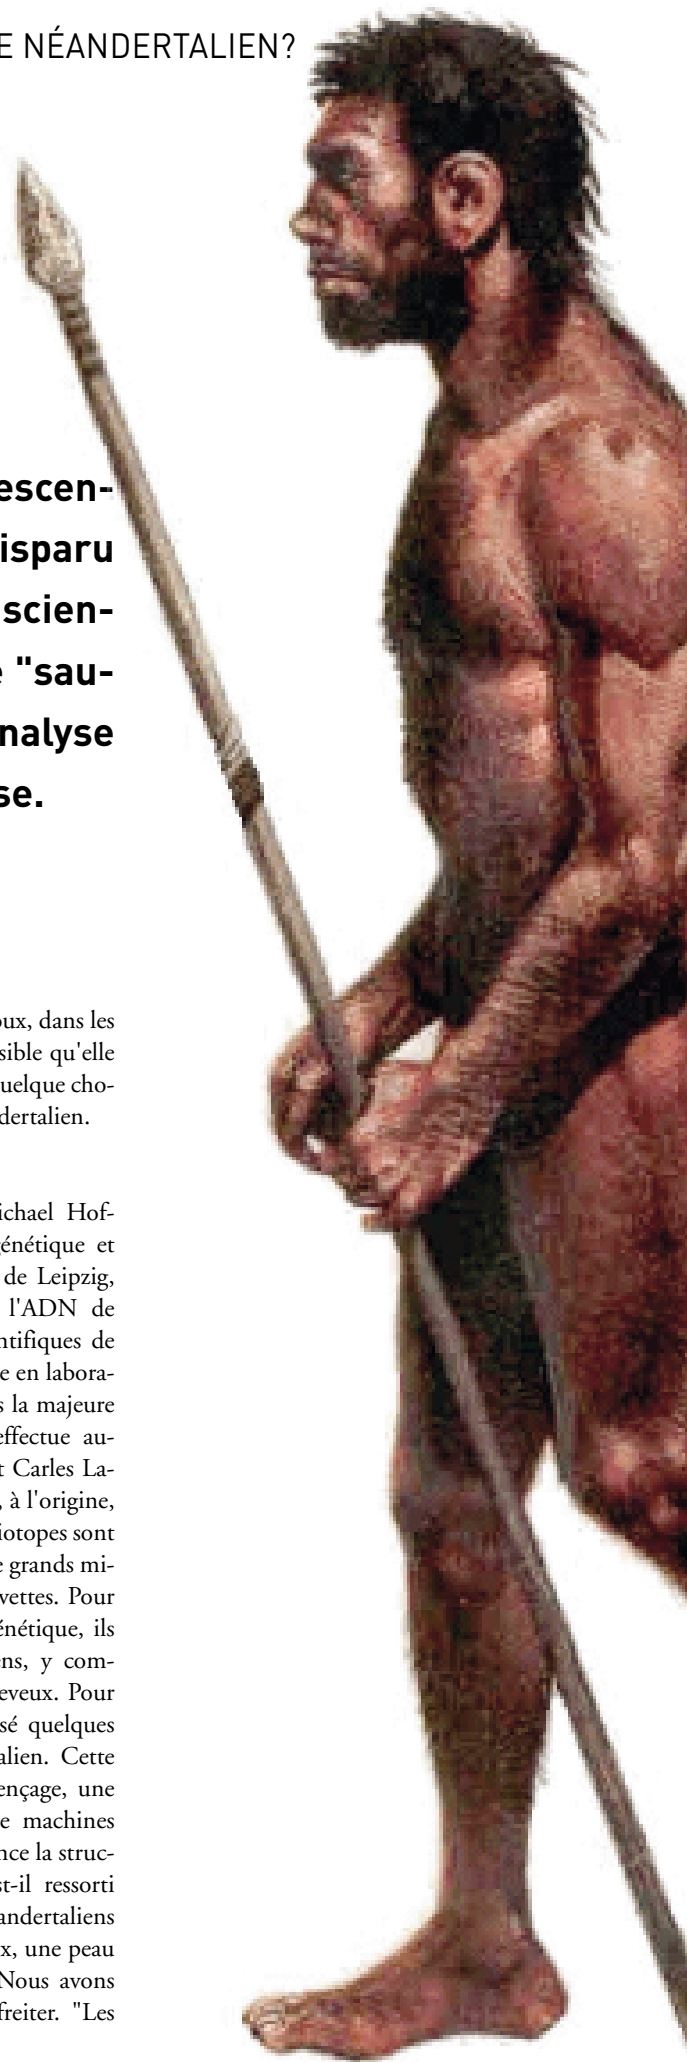 E NÉANDERTALIEN?
escen-
isparu
scien-
e "sau-
nalyse
se.
oux, dans les
sible qu'elle
uelque cho-
dertalien.
ichael Hof-
énétique et
de Leipzig,
l'ADN de
ntifiques de
e en labora-
s la majeure
effectue au-
t Carles La-
, à l'origine,
iotopes sont
e grands mi-
vettes. Pour
énétique, ils
ens, y com-
eveux. Pour
sé quelques
alien. Cette
ençage, une
e machines
nce la struc-
st-il ressorti
andertaliens
x, une peau
Nous avons
freiter. "Les